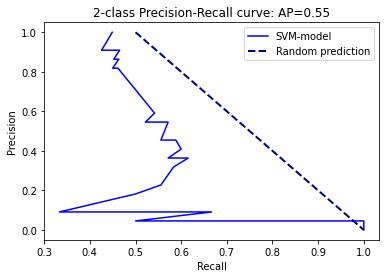 2-class Precision-Recall curve: AP=0.55
SVM-model
Random prediction
Precision
1.0
0.8
0.6
0.4
0.2
0.0
0.3 0.4 0.5 0.6 0.7 0.8 0.9 1.0
Recall